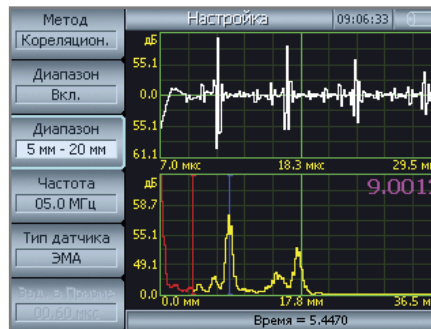 Метод
Настройка
09:06:33
Кореляцион.
Диапазон
Вкл.
Диапазон
5 мм - 20 мм
Частота
05.0 МГц
Тип датчика
ЭМА
00,60 мкс
дБ
55.1
0.0
55.1
61.1
7.0 мкс
18.3 мкс
29.5 м
дБ
9.001
58.7
55.1
49.1
0.0
0.0 мм
17.8 мм
36.5 м
Время = 5.4470